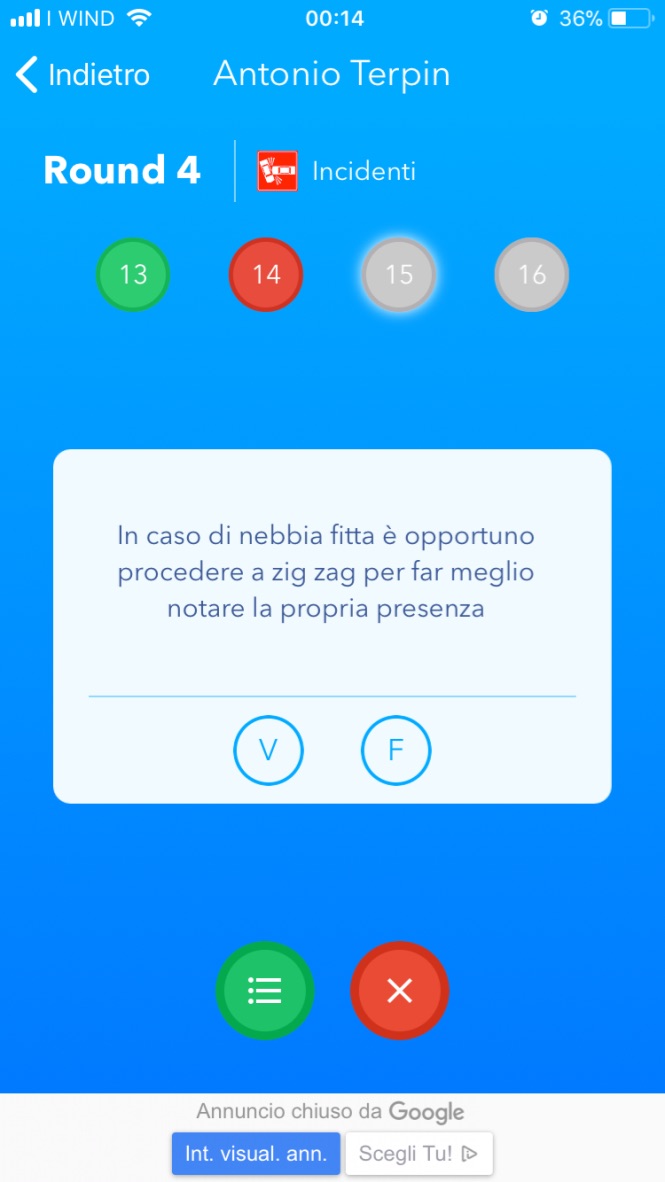 I WIND 00:14 36%
Indietro Antonio Terpin
Round 4 Incidenti
13 14 15 16
In caso di nebbia fitta è opportuno
procedere a zig zag per far meglio
notare la propria presenza
V F
Annuncio chiuso da Google
Int. visual. ann. Scegli Tu!